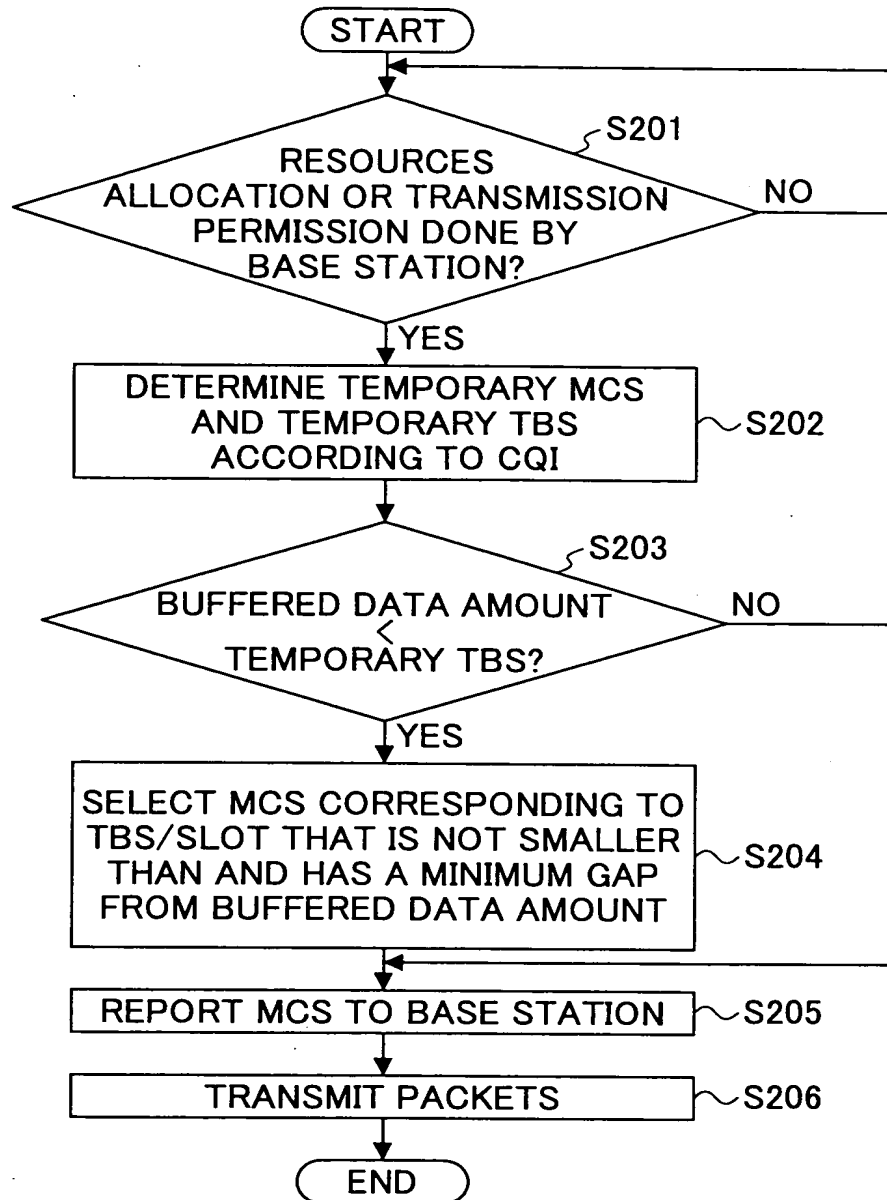 START
S201
RESOURCES
ALLOCATION OR TRANSMISSION
PERMISSION DONE BY
BASE STATION?
NO
YES
DETERMINE TEMPORARY MCS
AND TEMPORARY TBS
ACCORDING TO CQI
S202
S203
BUFFERED DATA AMOUNT
<
TEMPORARY TBS?
NO
YES
SELECT MCS CORRESPONDING TO
TBS/SLOT THAT IS NOT SMALLER
THAN AND HAS A MINIMUM GAP
FROM BUFFERED DATA AMOUNT
S204
REPORT MCS TO BASE STATION
S205
TRANSMIT PACKETS
S206
END